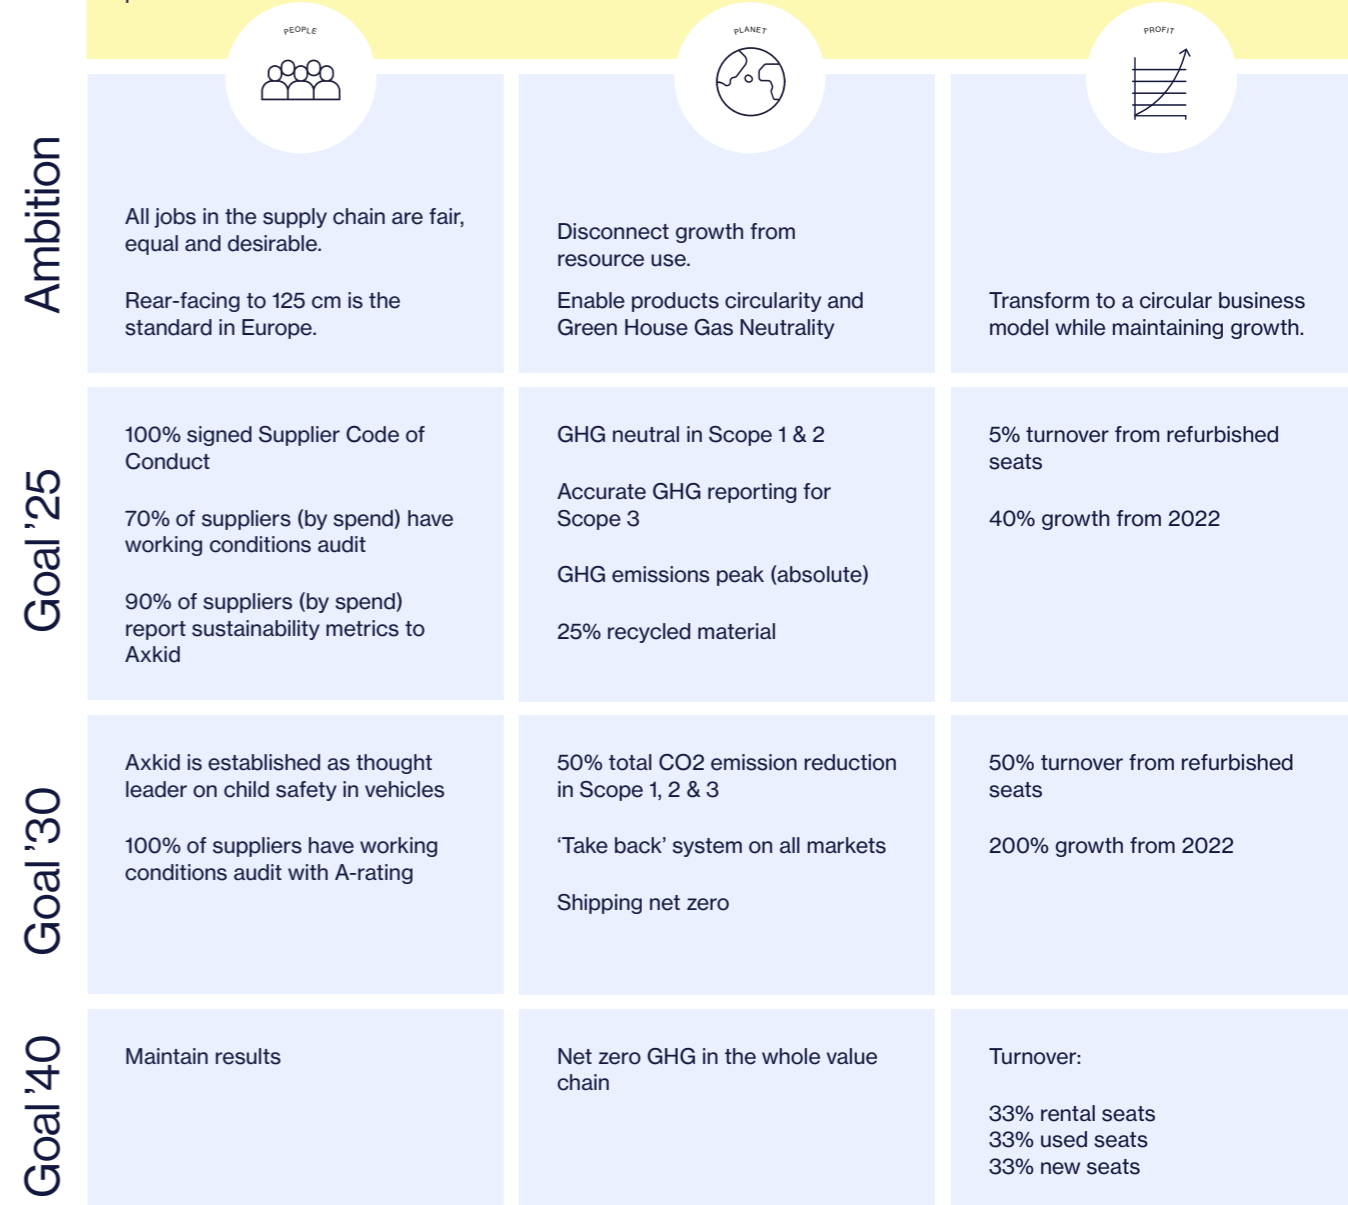 PEOPLE
PLANET
PROFIT
Ambition
All jobs in the supply chain are fair,
equal and desirable.
Rear-facing to 125 cm is the
standard in Europe.
Disconnect growth from
resource use.
Enable products circularity and
Green House Gas Neutrality
Transform to a circular business
model while maintaining growth.
Goal ’25
100% signed Supplier Code of
Conduct
70% of suppliers (by spend) have
working conditions audit
90% of suppliers (by spend)
report sustainability metrics to
Axkid
GHG neutral in Scope 1 & 2
Accurate GHG reporting for
Scope 3
GHG emissions peak (absolute)
25% recycled material
5% turnover from refurbished
seats
40% growth from 2022
Goal ’30
Axkid is established as thought
leader on child safety in vehicles
100% of suppliers have working
conditions audit with A-rating
50% total CO2 emission reduction
in Scope 1, 2 & 3
‘Take back’ system on all markets
Shipping net zero
50% turnover from refurbished
seats
200% growth from 2022
Goal ’40
Maintain results
Net zero GHG in the whole value
chain
Turnover:
33% rental seats
33% used seats
33% new seats